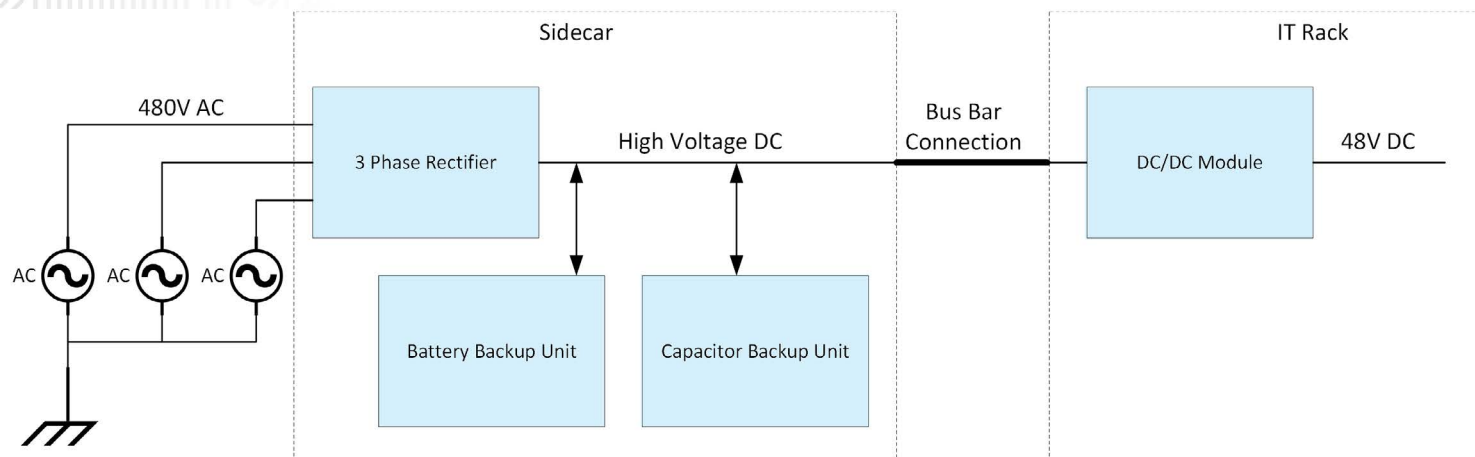 Sidecar
IT Rack
480V AC
Bus Bar
Connection
High Voltage DC
48V DC
3 Phase Rectifier
DC/DC Module
AC
AC
AC
Battery Backup Unit
Capacitor Backup Unit